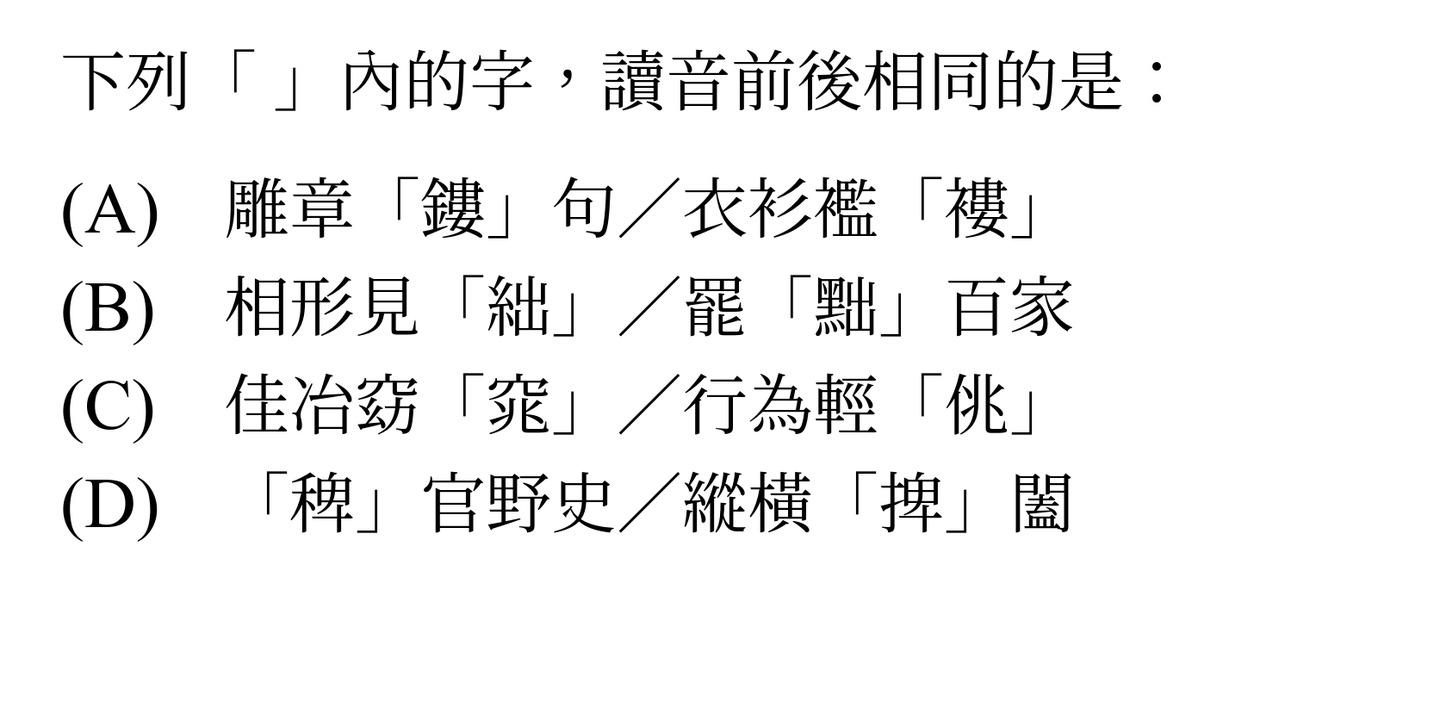 下列「 」內的字，讀音前後相同的是：
(A) 雕章「鏤」句／衣衫襤「褸」
(B) 相形見「絀」／罷「黜」百家
(C) 佳冶窈「窕」／行為輕「佻」
(D) 「稗」官野史／縱橫「捭」闔